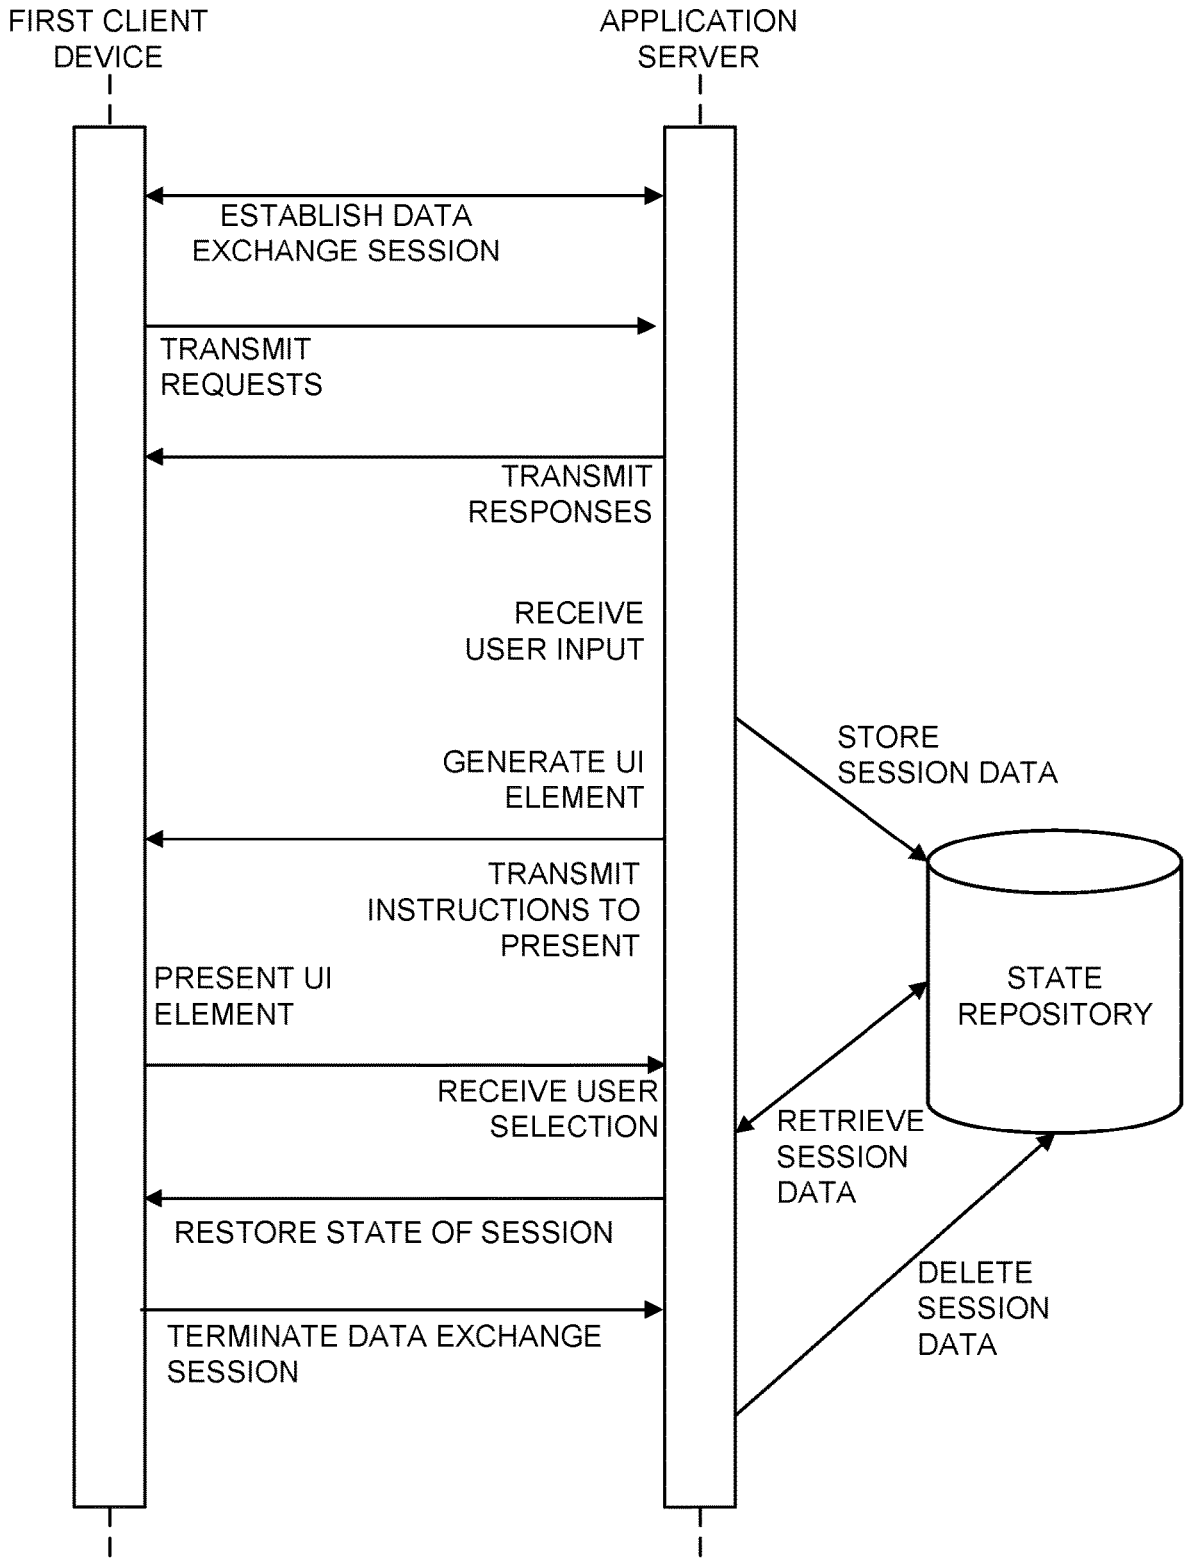 FIRST CLIENT
DEVICE
APPLICATION
SERVER
ESTABLISH DATA
EXCHANGE SESSION
TRANSMIT
REQUESTS
TRANSMIT
RESPONSES
RECEIVE
USER INPUT
STORE
SESSION DATA
GENERATE UI
ELEMENT
TRANSMIT
INSTRUCTIONS TO
PRESENT
PRESENT UI
ELEMENT
STATE
REPOSITORY
RECEIVE USER
SELECTION
RETRIEVE
SESSION
DATA
RESTORE STATE OF SESSION
DELETE
SESSION
DATA
TERMINATE DATA EXCHANGE
SESSION